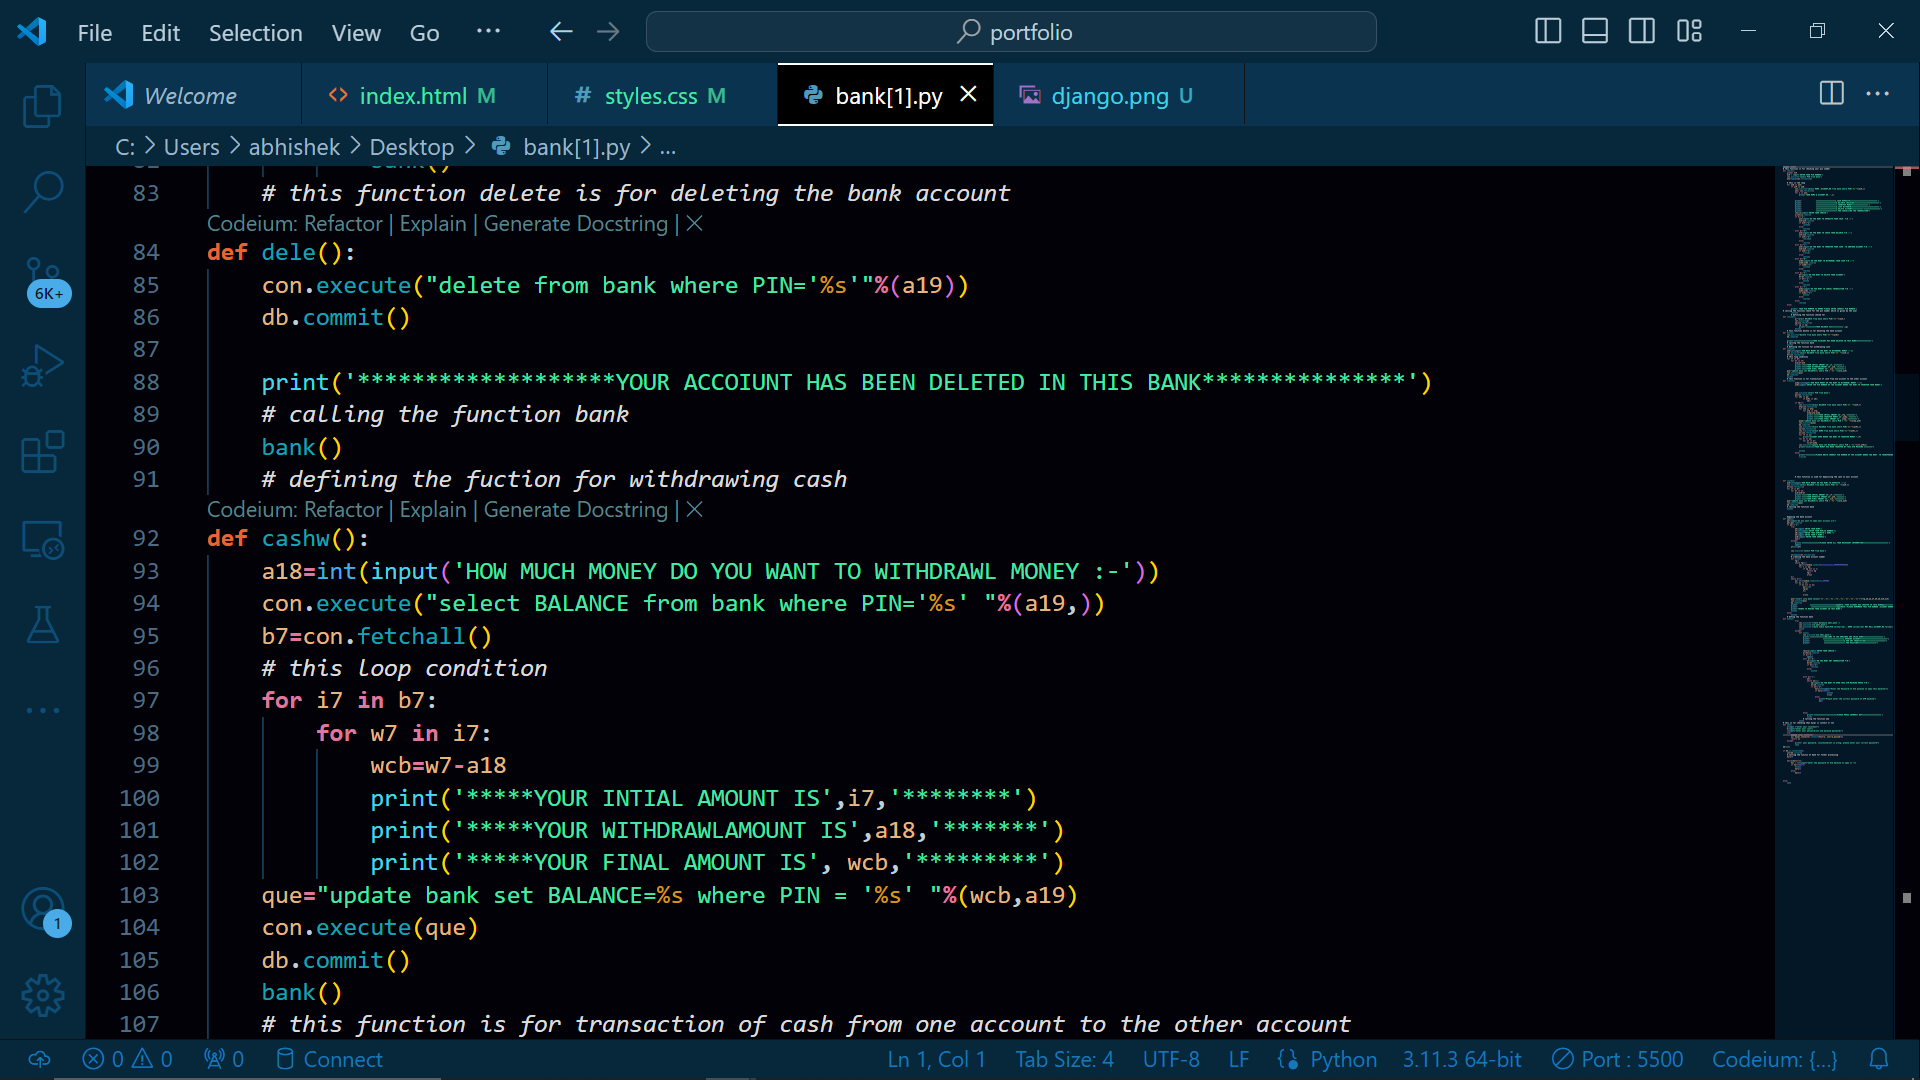 File Edit Selection View Go ... portfolio
Welcome index.html M styles.css M bank[1].py django.png U
C: > Users > abhishek > Desktop > bank[1].py > ...
83 # this function delete is for deleting the bank account
Codeium: Refactor | Explain | Generate Docstring | X
84 def dele():
85 con.execute("delete from bank where PIN='%s'"%(a19))
86 db.commit()
87
88 print('*******************YOUR ACCOIUNT HAS BEEN DELETED IN THIS BANK***************')
89 # calling the function bank
90 bank()
91 # defining the fuction for withdrawing cash
Codeium: Refactor | Explain | Generate Docstring | X
92 def cashw():
93 a18=int(input('HOW MUCH MONEY DO YOU WANT TO WITHDRAWL MONEY :-'))
94 con.execute("select BALANCE from bank where PIN='%s' "%(a19,))
95 b7=con.fetchall()
96 # this loop condition
97 for i7 in b7:
98 for w7 in i7:
99 wcb=w7-a18
100 print('*****YOUR INTIAL AMOUNT IS',i7,'********')
101 print('*****YOUR WITHDRAWLAMOUNT IS',a18,'*******')
102 print('*****YOUR FINAL AMOUNT IS', wcb,'*********')
103 que="update bank set BALANCE=%s where PIN = '%s' "%(wcb,a19)
104 con.execute(que)
105 db.commit()
106 bank()
107 # this function is for transaction of cash from one account to the other account
6K+
1
0 0 0 Connect Ln 1, Col 1 Tab Size: 4 UTF-8 LF Python 3.11.3 64-bit Port : 5500 Codeium: {...}